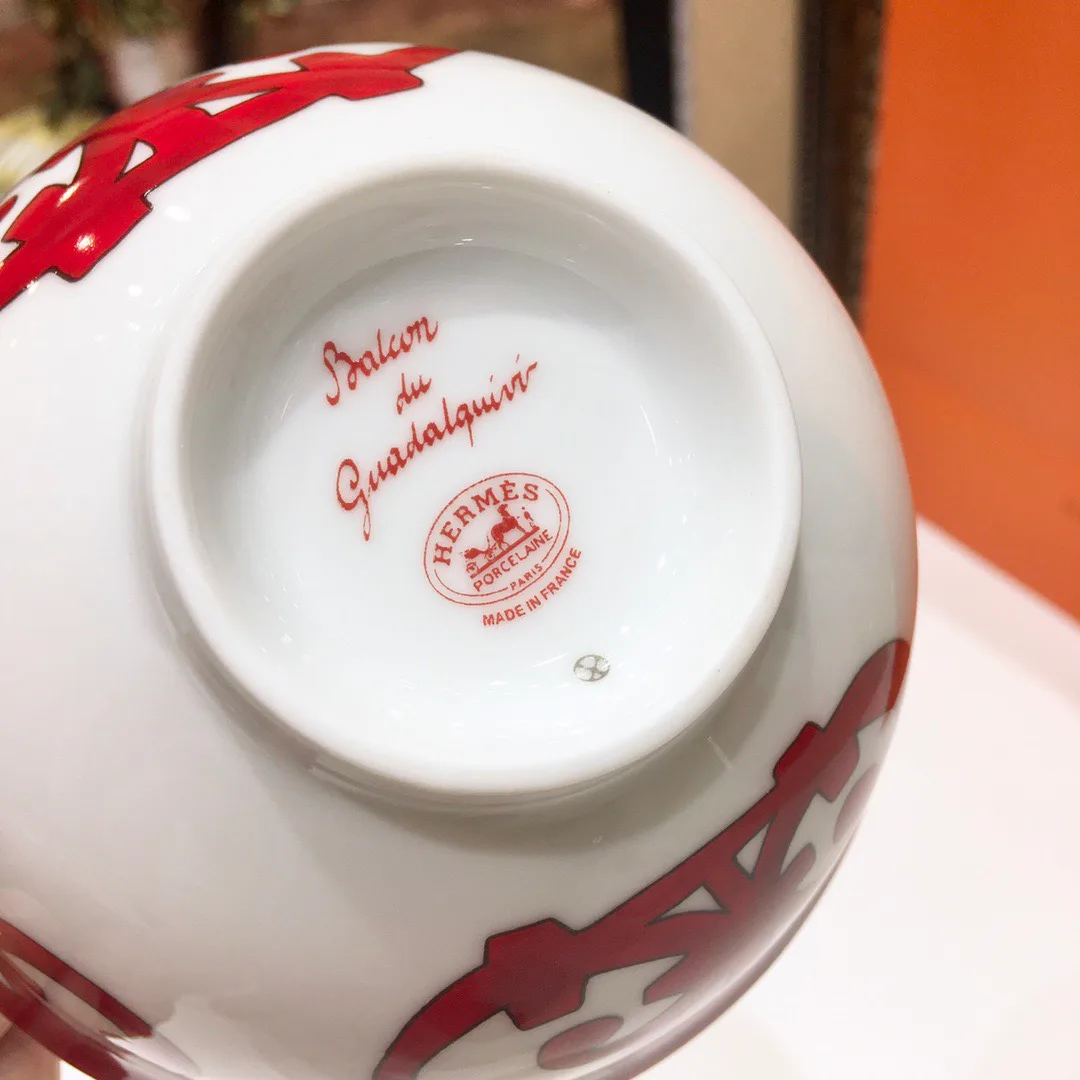 Balcon
du
Guadalquivir
HERMÈS
PORCELAINE
PARIS
MADE IN FRANCE